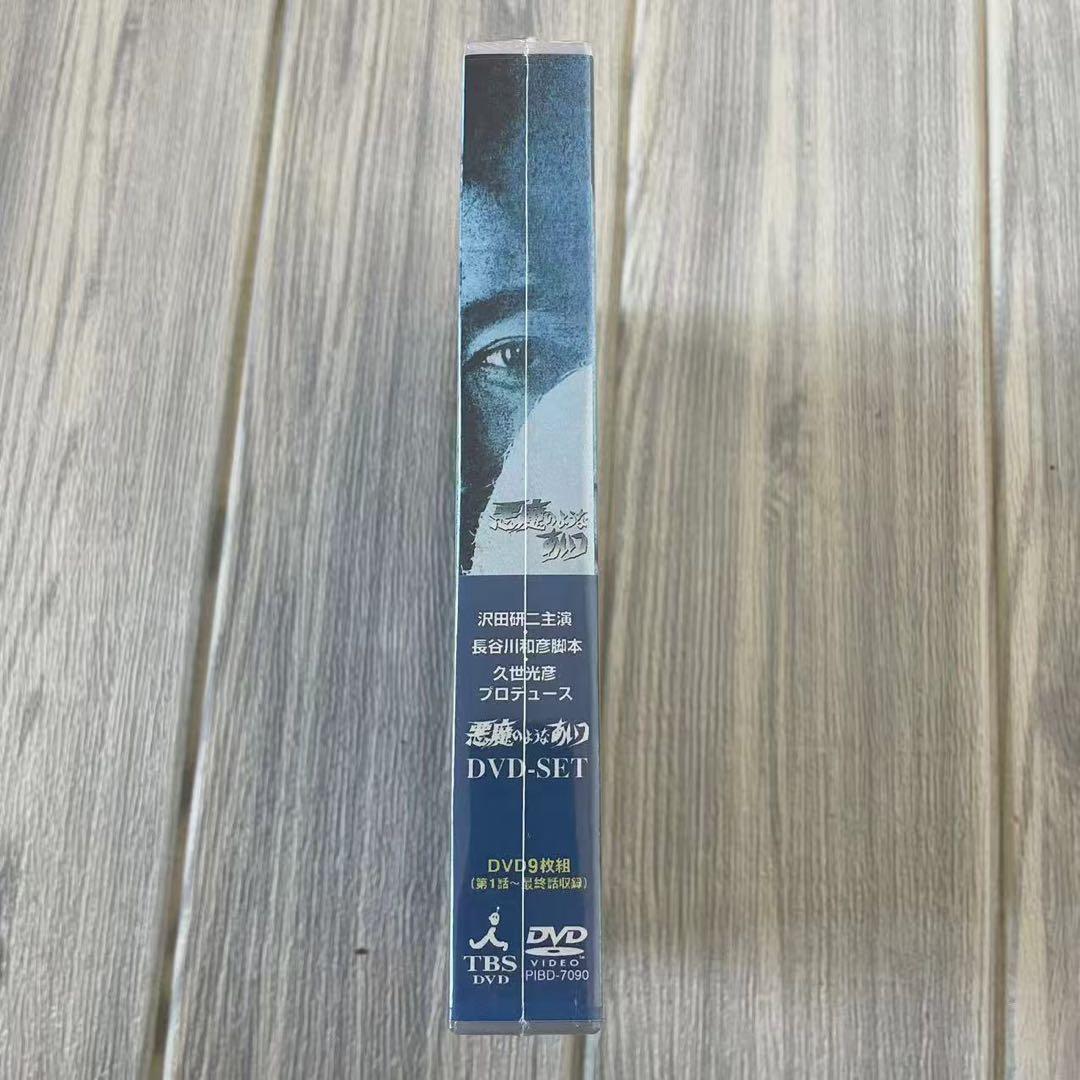 悪魔のような
あいつ
沢田研二主演
・
長谷川和彦脚本
・
久世光彦
プロデュース
悪魔のようなあいつ
DVD-SET
DVD9枚組
(第1話～最終話収録)
TBS
DVD
DVD
VIDEO
PIBD-7090